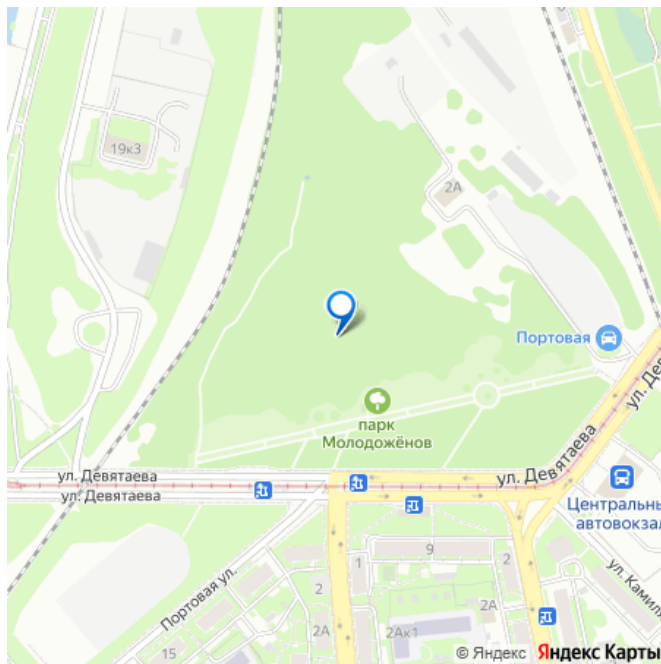 19к3
2А
Портовая
парк
Молодожёнов
ул. Девятаева
ул. Девятаева
ул. Девятаева
ул. Де
Центральны
автовокзал
Портовая ул.
ул. Камил
9
1
2
2
2А
2А
2Ак1
15
© Яндекс Яндекс Карты